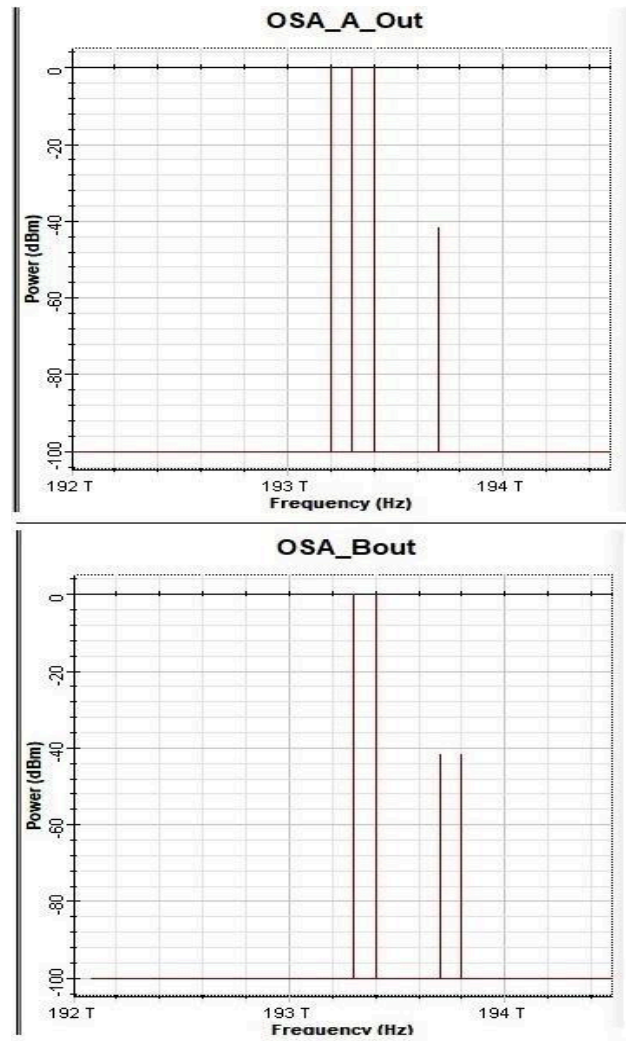 OSA_A_Out
0
-20
-40
-60
-80
-100
Power (dBm)
192 T 193 T 194 T
Frequency (Hz)
OSA_Bout
0
-20
-40
-60
-80
-100
Power (dBm)
192 T 193 T 194 T
Frequency (Hz)